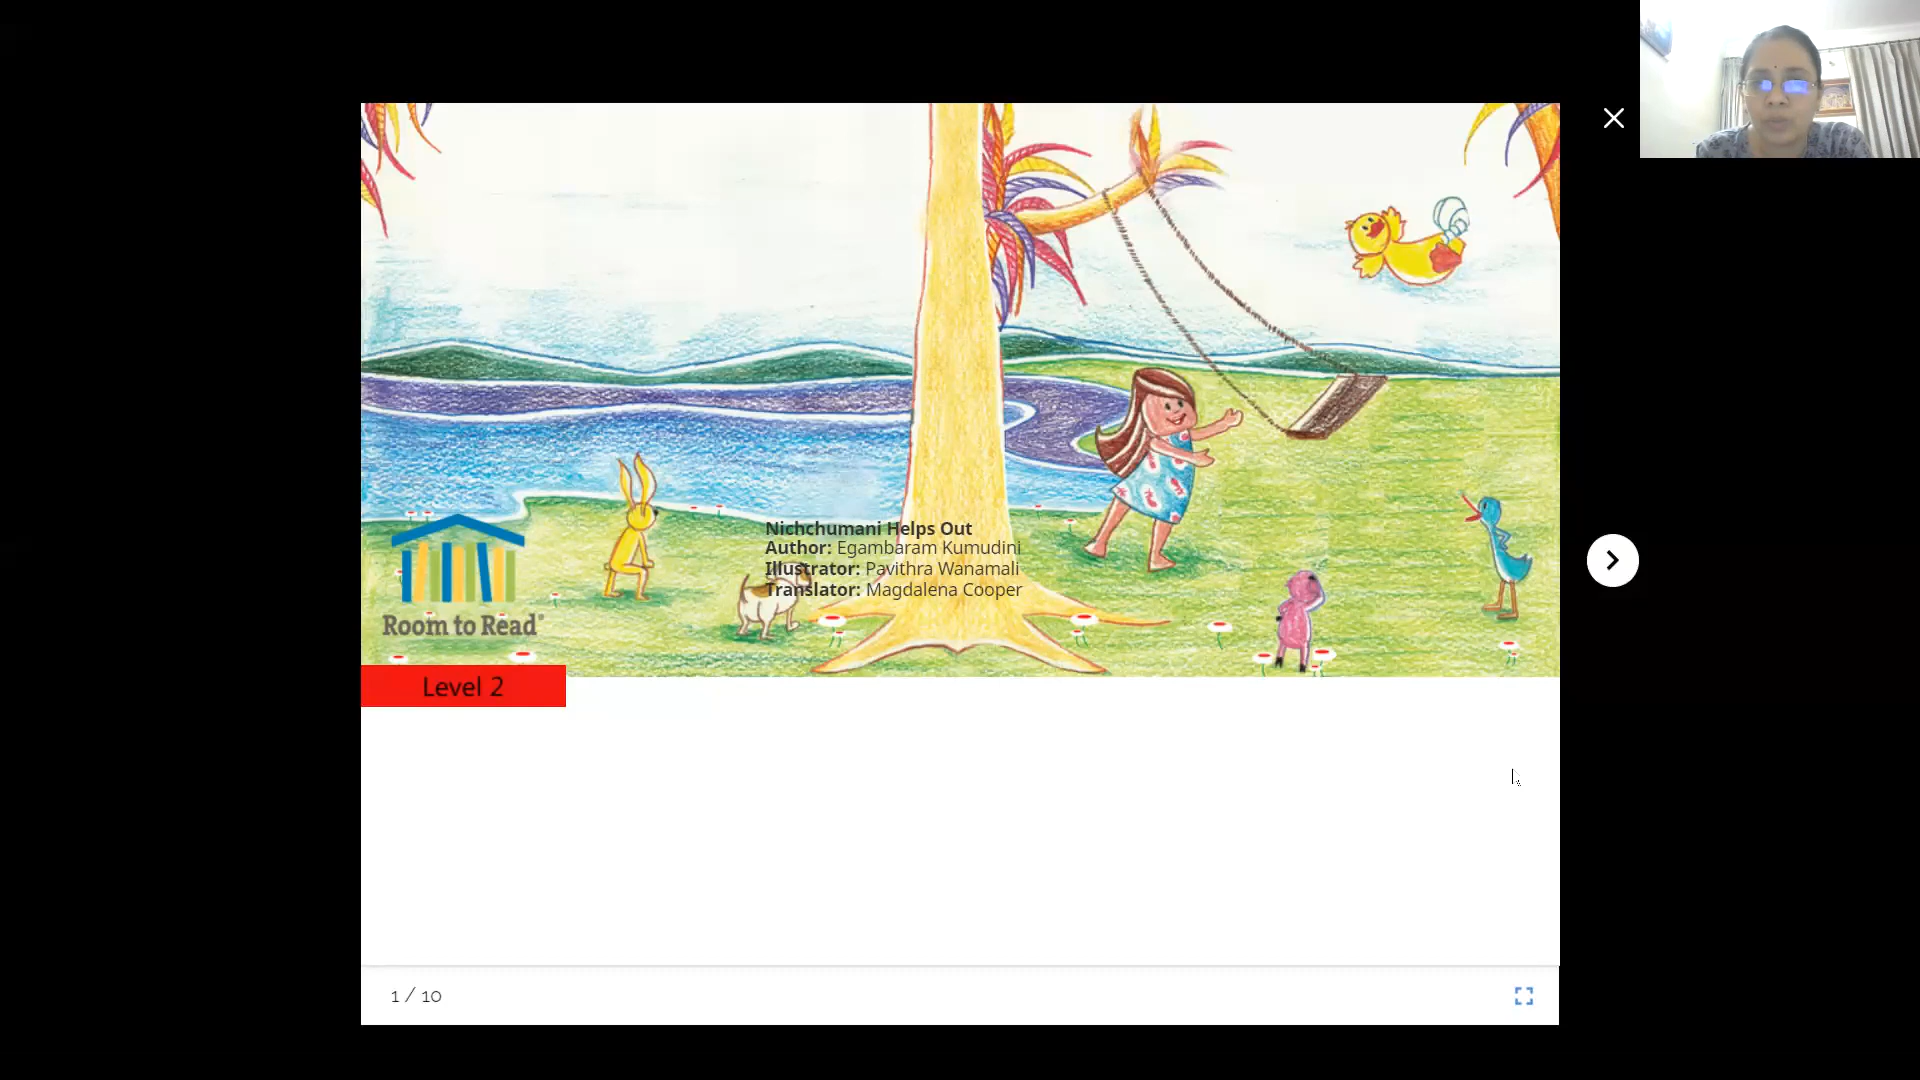 Nichchumani Helps Out
Author: Egambaram Kumudini
Illustrator: Pavithra Wanamali
Translator: Magdalena Cooper
Room to Read®
Level 2
1 / 10